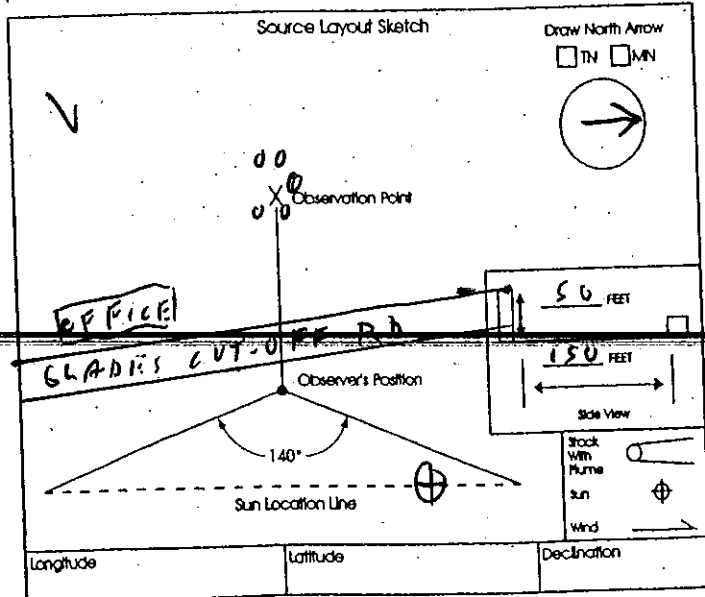 Source Layout Sketch
Draw North Arrow
TN MN
X Observation Point
OFFICE
50 FEET
GLADES CUT-OFF RD
150 FEET
Observer's Position
Side View
140°
Stack
With
Plume
Sun
Sun Location Line
Wind
Longitude Latitude Declination